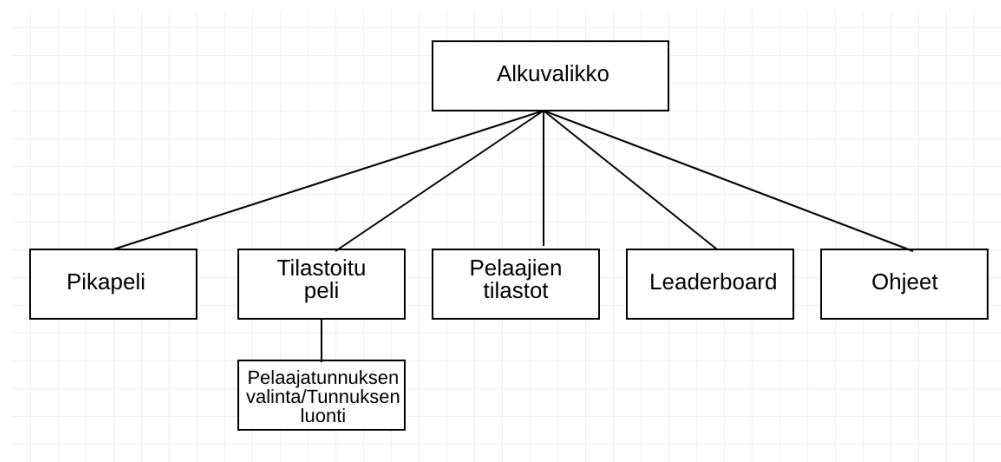 Alkuvalikko
Pikapeli
Tilastoitu
peli
Pelaajien
tilastot
Leaderboard
Ohjeet
Pelaajatunnuksen
valinta/Tunnuksen
luonti